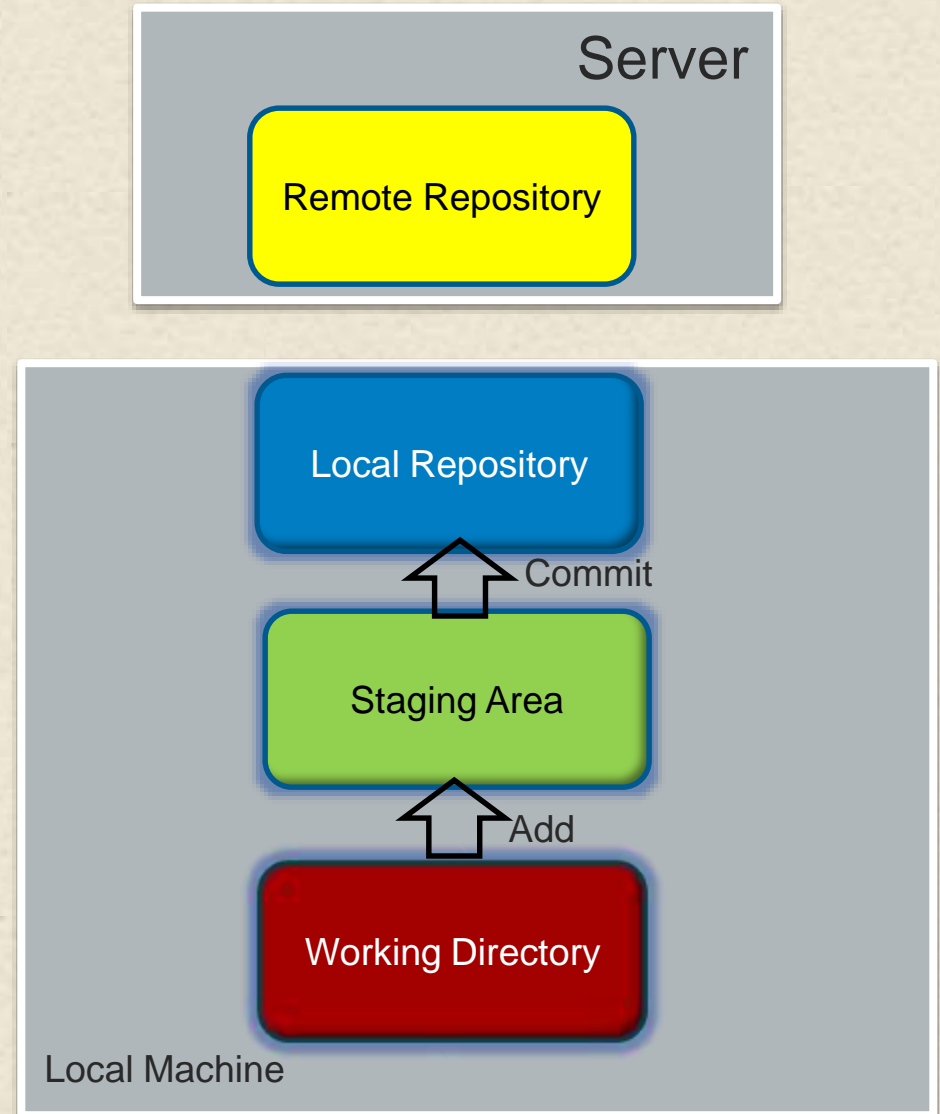 Server
Remote Repository
Local Repository
Commit
Staging Area
Add
Working Directory
Local Machine